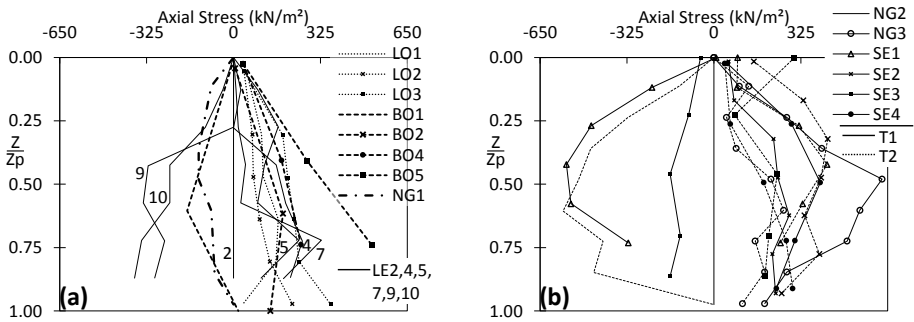 Axial Stress (kN/m²)
-650 -325 0 325 650
0.00
0.25
Z
Zp
0.50
0.75
1.00
(a)
9
10
2
5
4
7
LO1
LO2
LO3
BO1
BO2
BO4
BO5
NG1
LE2,4,5,
7,9,10
Axial Stress (kN/m²)
-650 -325 0 325
0.00
0.25
Z
Zp
0.50
0.75
1.00
(b)
NG2
NG3
SE1
SE2
SE3
SE4
T1
T2